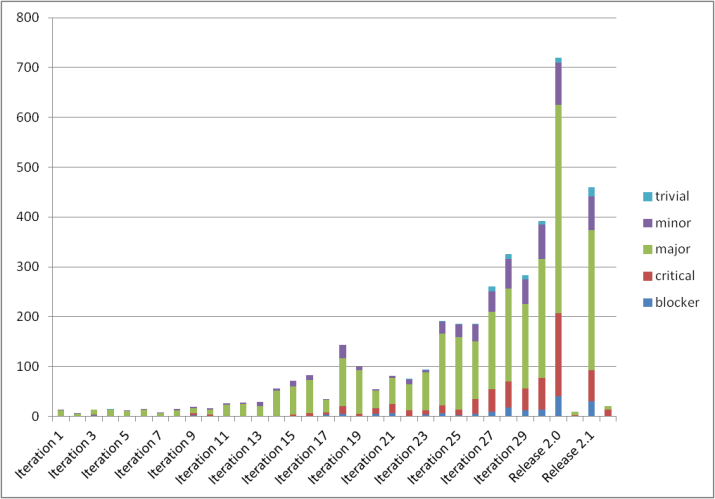 800
700
600
500
400
300
200
100
0
trivial
minor
major
critical
blocker
Iteration 1
Iteration 3
Iteration 5
Iteration 7
Iteration 9
Iteration 11
Iteration 13
Iteration 15
Iteration 17
Iteration 19
Iteration 21
Iteration 23
Iteration 25
Iteration 27
Iteration 29
Release 2.0
Release 2.1